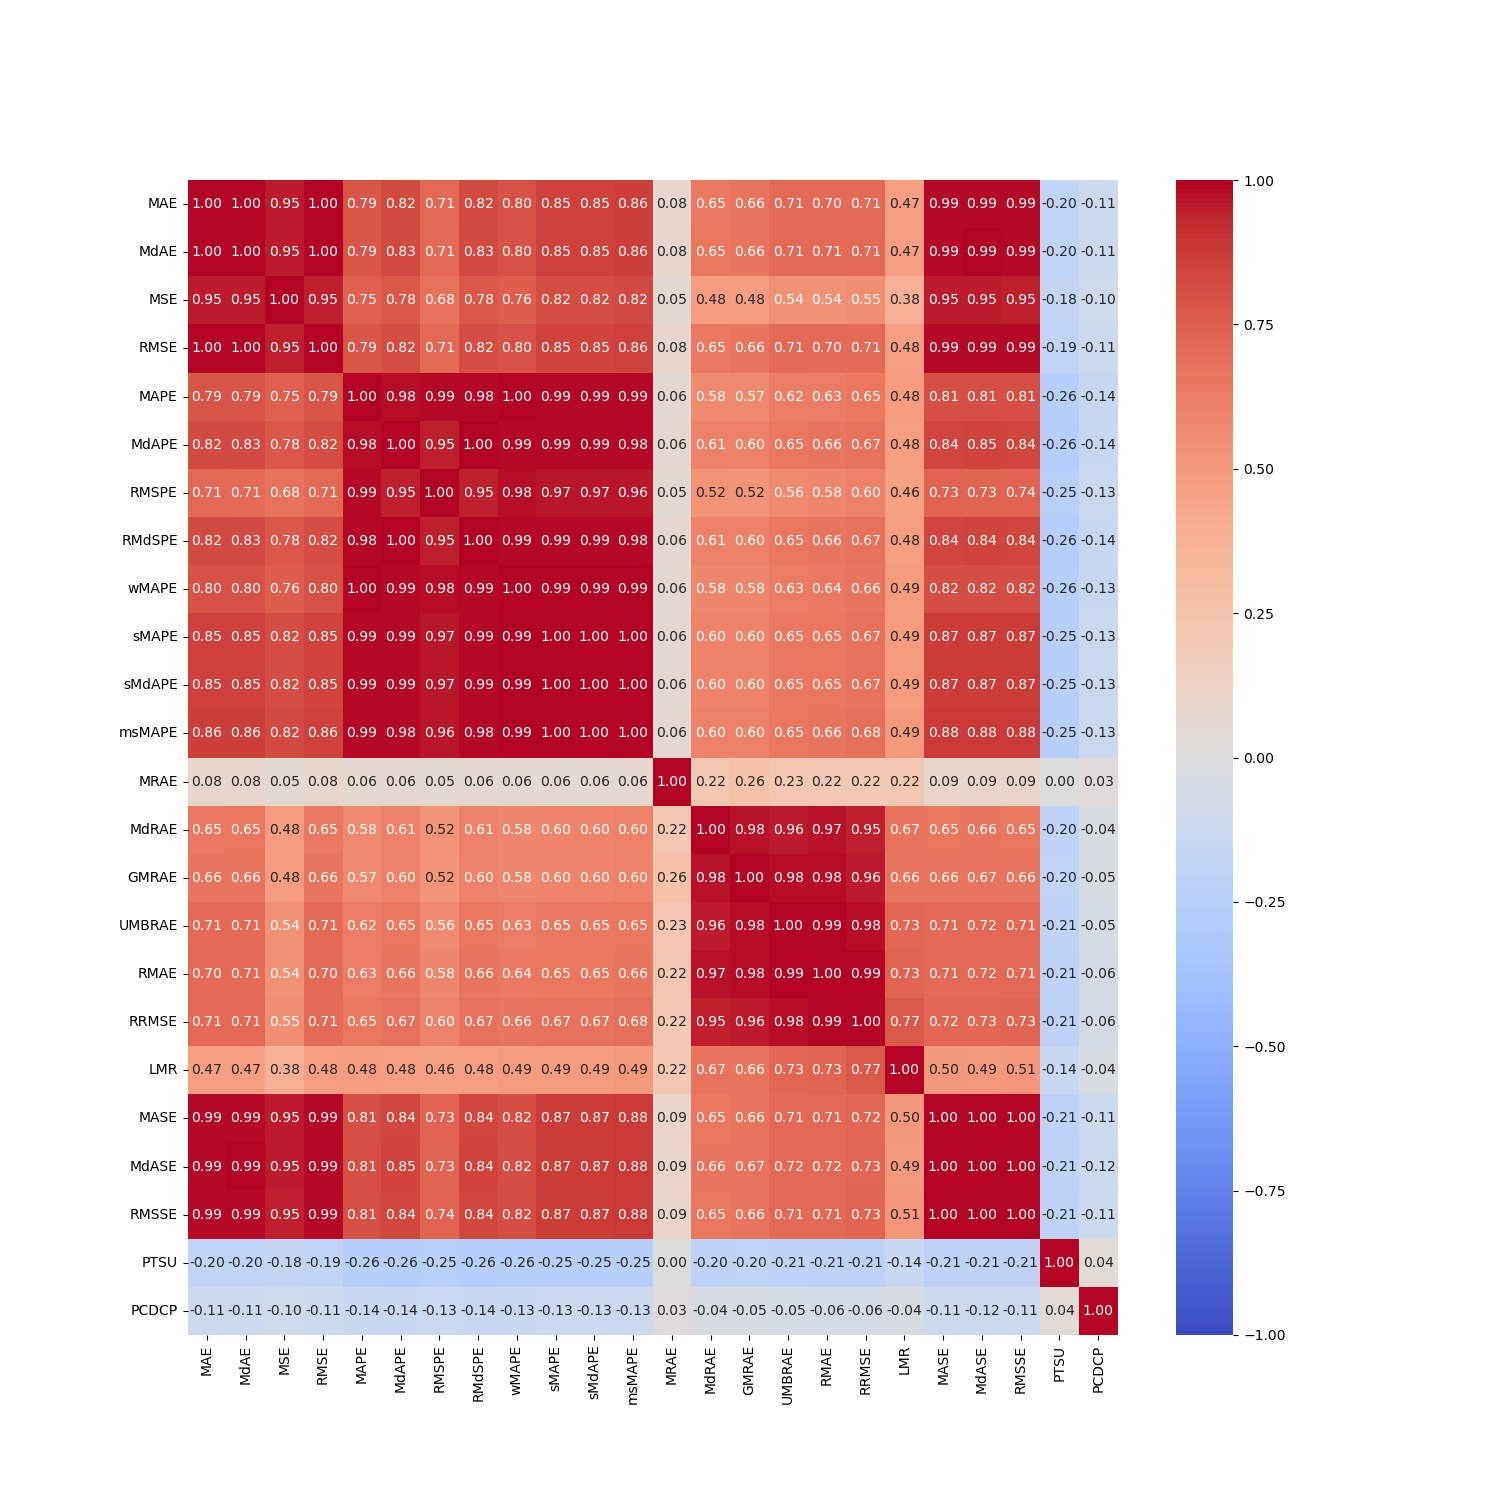 MAE 1.00 1.00 0.95 1.00 0.79 0.82 0.71 0.82 0.80 0.85 0.85 0.86 0.08 0.65 0.66 0.71 0.70 0.71 0.47 0.99 0.99 0.99 -0.20 -0.11
MdAE 1.00 1.00 0.95 1.00 0.79 0.83 0.71 0.83 0.80 0.85 0.85 0.86 0.08 0.65 0.66 0.71 0.71 0.71 0.47 0.99 0.99 0.99 -0.20 -0.11
MSE 0.95 0.95 1.00 0.95 0.75 0.78 0.68 0.78 0.76 0.82 0.82 0.82 0.05 0.48 0.48 0.54 0.54 0.55 0.38 0.95 0.95 0.95 -0.18 -0.10
RMSE 1.00 1.00 0.95 1.00 0.79 0.82 0.71 0.82 0.80 0.85 0.85 0.86 0.08 0.65 0.66 0.71 0.70 0.71 0.48 0.99 0.99 0.99 -0.19 -0.11
MAPE 0.79 0.79 0.75 0.79 1.00 0.98 0.99 0.98 1.00 0.99 0.99 0.99 0.06 0.58 0.57 0.62 0.63 0.65 0.48 0.81 0.81 0.81 -0.26 -0.14
MdAPE 0.82 0.83 0.78 0.82 0.98 1.00 0.95 1.00 0.99 0.99 0.99 0.98 0.06 0.61 0.60 0.65 0.66 0.67 0.48 0.84 0.85 0.84 -0.26 -0.14
RMSPE 0.71 0.71 0.68 0.71 0.99 0.95 1.00 0.95 0.98 0.97 0.97 0.96 0.05 0.52 0.52 0.56 0.58 0.60 0.46 0.73 0.73 0.74 -0.25 -0.13
RMdSPE 0.82 0.83 0.78 0.82 0.98 1.00 0.95 1.00 0.99 0.99 0.99 0.98 0.06 0.61 0.60 0.65 0.66 0.67 0.48 0.84 0.84 0.84 -0.26 -0.14
wMAPE 0.80 0.80 0.76 0.80 1.00 0.99 0.98 0.99 1.00 0.99 0.99 0.99 0.06 0.58 0.58 0.63 0.64 0.66 0.49 0.82 0.82 0.82 -0.26 -0.13
sMAPE 0.85 0.85 0.82 0.85 0.99 0.99 0.97 0.99 0.99 1.00 1.00 1.00 0.06 0.60 0.60 0.65 0.65 0.67 0.49 0.87 0.87 0.87 -0.25 -0.13
sMdAPE 0.85 0.85 0.82 0.85 0.99 0.99 0.97 0.99 0.99 1.00 1.00 1.00 0.06 0.60 0.60 0.65 0.65 0.67 0.49 0.87 0.87 0.87 -0.25 -0.13
msMAPE 0.86 0.86 0.82 0.86 0.99 0.98 0.96 0.98 0.99 1.00 1.00 1.00 0.06 0.60 0.60 0.65 0.66 0.68 0.49 0.88 0.88 0.88 -0.25 -0.13
MRAE 0.08 0.08 0.05 0.08 0.06 0.06 0.05 0.06 0.06 0.06 0.06 0.06 1.00 0.22 0.26 0.23 0.22 0.22 0.22 0.09 0.09 0.09 0.00 0.03
MdRAE 0.65 0.65 0.48 0.65 0.58 0.61 0.52 0.61 0.58 0.60 0.60 0.60 0.22 1.00 0.98 0.96 0.97 0.95 0.67 0.65 0.66 0.65 -0.20 -0.04
GMRAE 0.66 0.66 0.48 0.66 0.57 0.60 0.52 0.60 0.58 0.60 0.60 0.60 0.26 0.98 1.00 0.98 0.98 0.96 0.66 0.66 0.67 0.66 -0.20 -0.05
UMBRAE 0.71 0.71 0.54 0.71 0.62 0.65 0.56 0.65 0.63 0.65 0.65 0.65 0.23 0.96 0.98 1.00 0.99 0.98 0.73 0.71 0.72 0.71 -0.21 -0.05
RMAE 0.70 0.71 0.54 0.70 0.63 0.66 0.58 0.66 0.64 0.65 0.65 0.66 0.22 0.97 0.98 0.99 1.00 0.99 0.73 0.71 0.72 0.71 -0.21 -0.06
RRMSE 0.71 0.71 0.55 0.71 0.65 0.67 0.60 0.67 0.66 0.67 0.67 0.68 0.22 0.95 0.96 0.98 0.99 1.00 0.77 0.72 0.73 0.73 -0.21 -0.06
LMR 0.47 0.47 0.38 0.48 0.48 0.48 0.46 0.48 0.49 0.49 0.49 0.49 0.22 0.67 0.66 0.73 0.73 0.77 1.00 0.50 0.49 0.51 -0.14 -0.04
MASE 0.99 0.99 0.95 0.99 0.81 0.84 0.73 0.84 0.82 0.87 0.87 0.88 0.09 0.65 0.66 0.71 0.71 0.72 0.50 1.00 1.00 1.00 -0.21 -0.11
MdASE 0.99 0.99 0.95 0.99 0.81 0.85 0.73 0.84 0.82 0.87 0.87 0.88 0.09 0.66 0.67 0.72 0.72 0.73 0.49 1.00 1.00 1.00 -0.21 -0.12
RMSSE 0.99 0.99 0.95 0.99 0.81 0.84 0.74 0.84 0.82 0.87 0.87 0.88 0.09 0.65 0.66 0.71 0.71 0.73 0.51 1.00 1.00 1.00 -0.21 -0.11
PTSU -0.20 -0.20 -0.18 -0.19 -0.26 -0.26 -0.25 -0.26 -0.26 -0.25 -0.25 -0.25 0.00 -0.20 -0.20 -0.21 -0.21 -0.21 -0.14 -0.21 -0.21 -0.21 1.00 0.04
PCDCP -0.11 -0.11 -0.10 -0.11 -0.14 -0.14 -0.13 -0.14 -0.13 -0.13 -0.13 -0.13 0.03 -0.04 -0.05 -0.05 -0.06 -0.06 -0.04 -0.11 -0.12 -0.11 0.04 1.00
MAE MdAE MSE RMSE MAPE MdAPE RMSPE RMdSPE wMAPE sMAPE sMdAPE msMAPE MRAE MdRAE GMRAE UMBRAE RMAE RRMSE LMR MASE MdASE RMSSE PTSU PCDCP
1.00
0.75
0.50
0.25
0.00
−0.25
−0.50
−0.75
−1.00